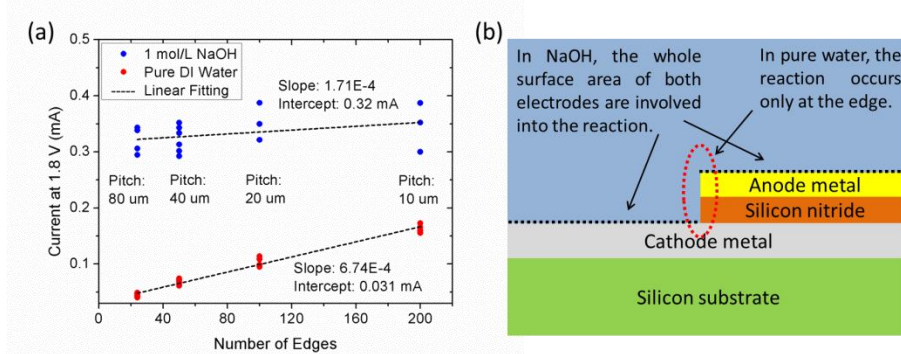 (a)
0.5
0.4
0.3
0.2
0.1
Current at 1.8 V (mA)
1 mol/L NaOH
Pure DI Water
Linear Fitting
Slope: 1.71E-4
Intercept: 0.32 mA
Pitch:
80 um
Pitch:
40 um
Pitch:
20 um
Pitch:
10 um
Slope: 6.74E-4
Intercept: 0.031 mA
0
40
80
120
160
200
Number of Edges
(b)
In NaOH, the whole
surface area of both
electrodes are involved
into the reaction.
In pure water, the
reaction occurs
only at the edge.
Anode metal
Silicon nitride
Cathode metal
Silicon substrate